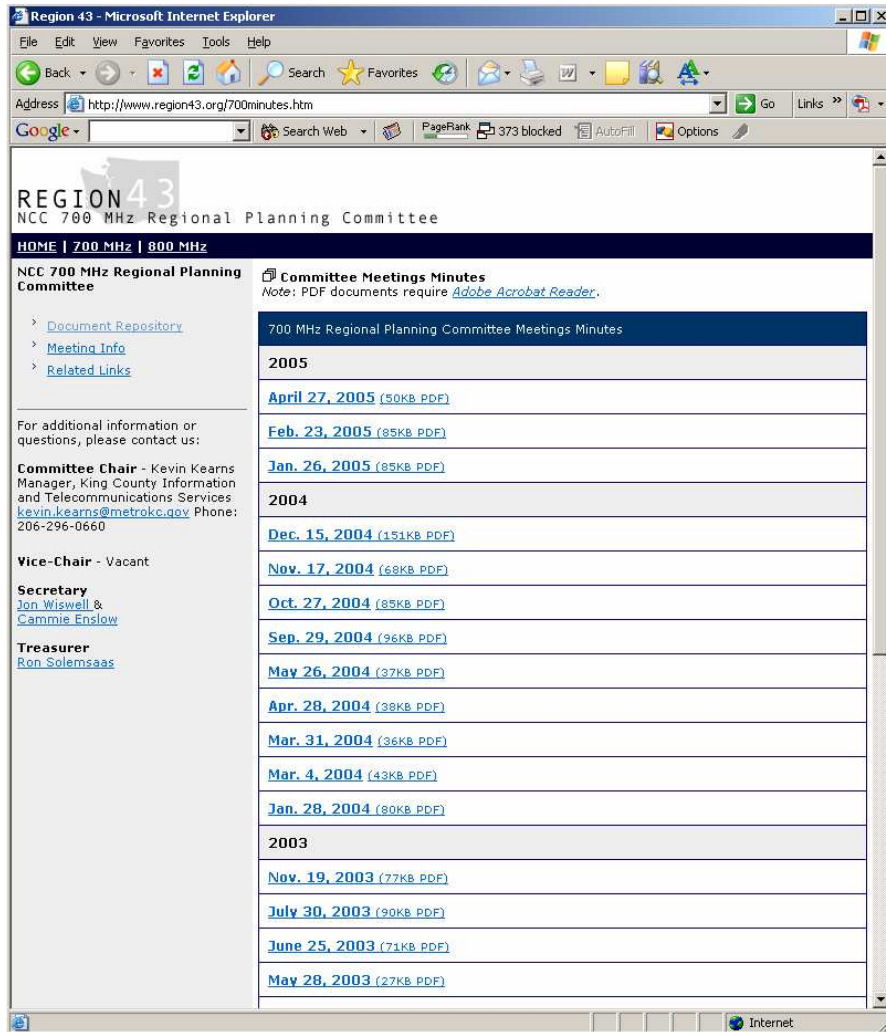 Region 43 - Microsoft Internet Explorer
File Edit View Favorites Tools Help
Back Search Favorites
Address http://www.region43.org/700minutes.htm Go Links »
Google Search Web PageRank 373 blocked AutoFill Options
REGION 43
NCC 700 MHz Regional Planning Committee
HOME | 700 MHz | 800 MHz
NCC 700 MHz Regional Planning
Committee
Document Repository
Meeting Info
Related Links
For additional information or
questions, please contact us:
Committee Chair - Kevin Kearns
Manager, King County Information
and Telecommunications Services
kevin.kearns@metrokc.gov Phone:
206-296-0660
Vice-Chair - Vacant
Secretary
Jon Wiswell &
Cammie Enslow
Treasurer
Ron Solemsaas
Committee Meetings Minutes
Note: PDF documents require Adobe Acrobat Reader.
700 MHz Regional Planning Committee Meetings Minutes
2005
April 27, 2005 (50KB PDF)
Feb. 23, 2005 (85KB PDF)
Jan. 26, 2005 (85KB PDF)
2004
Dec. 15, 2004 (151KB PDF)
Nov. 17, 2004 (68KB PDF)
Oct. 27, 2004 (85KB PDF)
Sep. 29, 2004 (96KB PDF)
May 26, 2004 (37KB PDF)
Apr. 28, 2004 (38KB PDF)
Mar. 31, 2004 (36KB PDF)
Mar. 4, 2004 (43KB PDF)
Jan. 28, 2004 (80KB PDF)
2003
Nov. 19, 2003 (77KB PDF)
July 30, 2003 (90KB PDF)
June 25, 2003 (71KB PDF)
May 28, 2003 (27KB PDF)
Internet